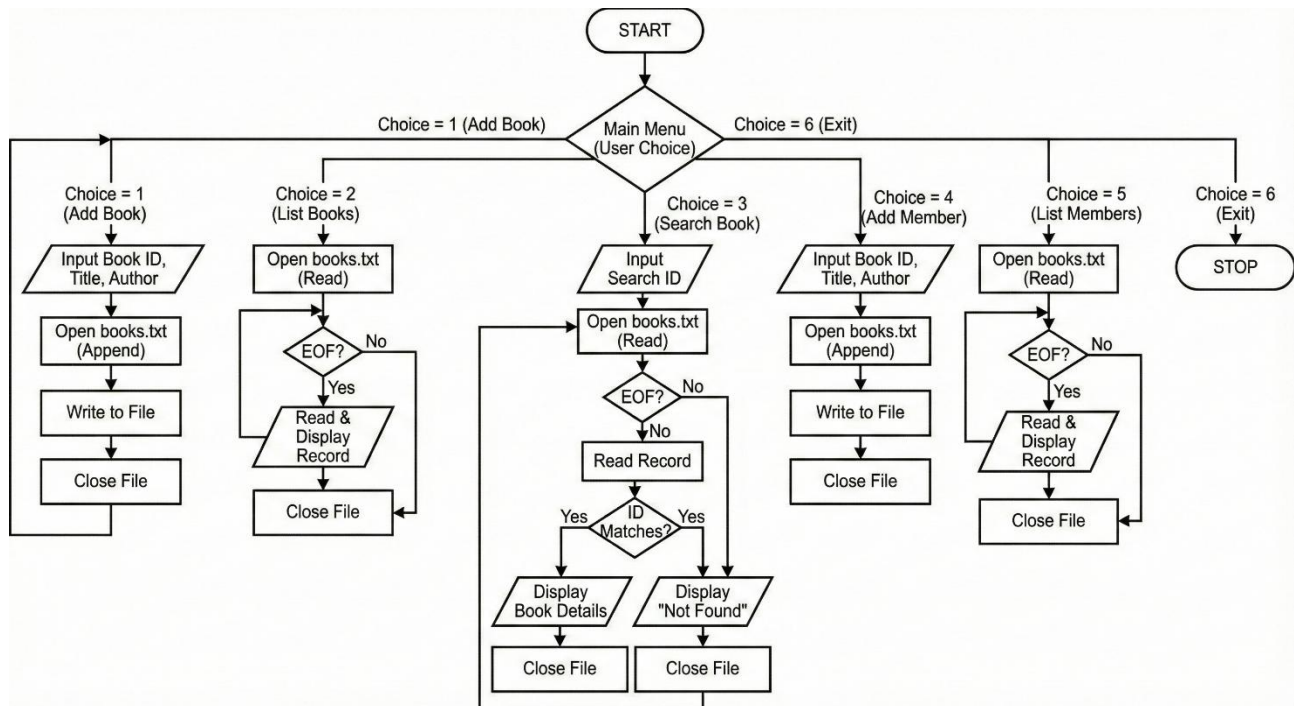 START
Choice = 1 (Add Book)
Main Menu
(User Choice)
Choice = 6 (Exit)
Choice = 1
(Add Book)
Input Book ID,
Title, Author
Open books.txt
(Append)
Write to File
Close File
Choice = 2
(List Books)
Open books.txt
(Read)
EOF?
No
Yes
Read &
Display
Record
Close File
Choice = 3
(Search Book)
Input
Search ID
Open books.txt
(Read)
EOF?
No
No
Read Record
ID
Matches?
Yes
Yes
Display
Book Details
Close File
Display
"Not Found"
Close File
Choice = 4
(Add Member)
Input Book ID,
Title, Author
Open books.txt
(Append)
Write to File
Close File
Choice = 5
(List Members)
Open books.txt
(Read)
EOF?
No
Yes
Read &
Display
Record
Close File
Choice = 6
(Exit)
STOP